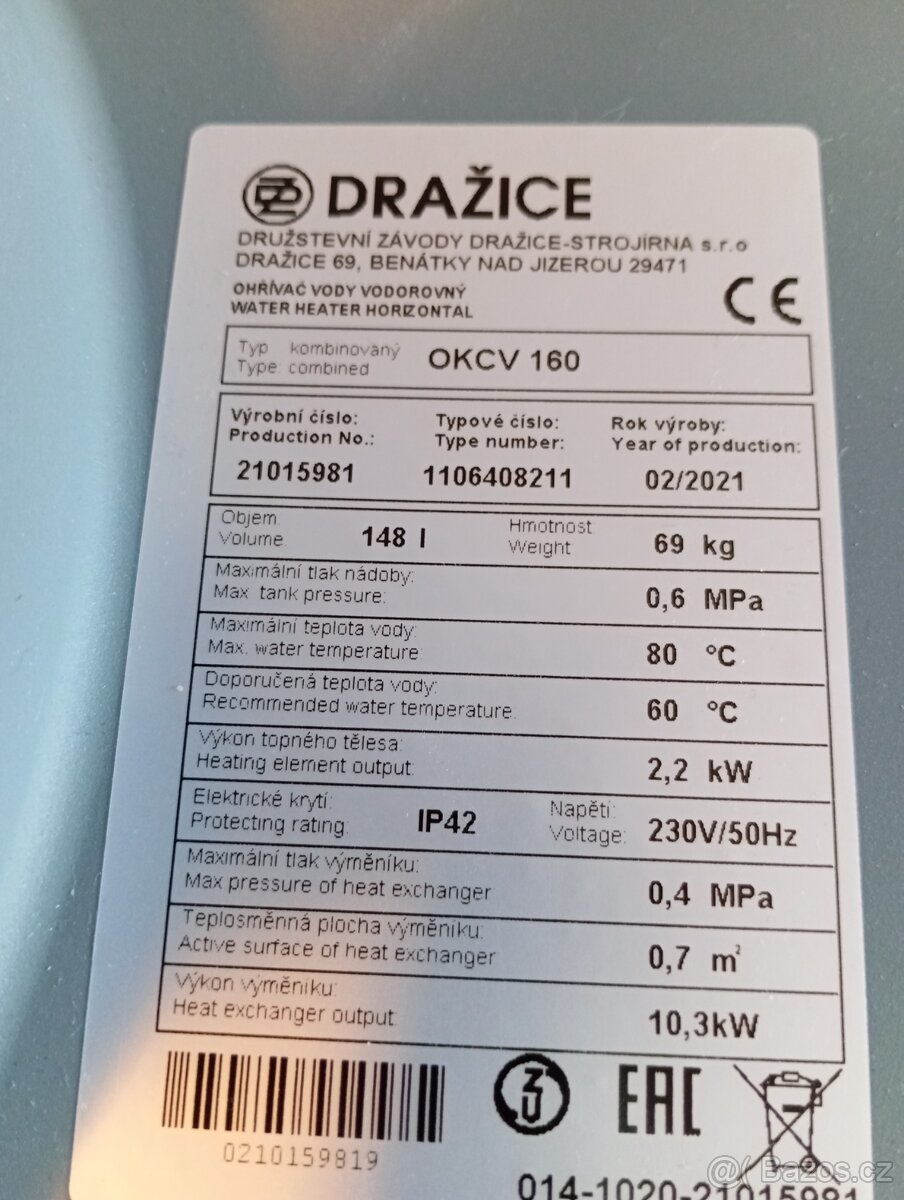 DRAŽICE
DRUŽSTEVNÍ ZÁVODY DRAŽICE-STROJÍRNA s.r.o
DRAŽICE 69, BENÁTKY NAD JIZEROU 29471
OHŘÍVAČ VODY VODOROVNÝ
WATER HEATER HORIZONTAL
CE
Typ kombinovaný
Type: combined
OKCV 160
Výrobní číslo:
Production No.:
21015981
Typové číslo:
Type number:
1106408211
Rok výroby:
Year of production:
02/2021
Objem
Volume
148 l
Hmotnost
Weight
69 kg
Maximální tlak nádoby:
Max. tank pressure:
0,6 MPa
Maximální teplota vody:
Max. water temperature
80 °C
Doporučená teplota vody:
Recommended water temperature
60 °C
Výkon topného tělesa:
Heating element output
2,2 kW
Elektrické krytí:
Protecting rating:
IP42
Napětí:
Voltage:
230V/50Hz
Maximální tlak výměníku:
Max pressure of heat exchanger
0,4 MPa
Teplosměnná plocha výměníku:
Active surface of heat exchanger
0,7 m²
Výkon výměníku:
Heat exchanger output
10,3kW
0210159819
EAC
014-1020-21015981
Bazos.cz